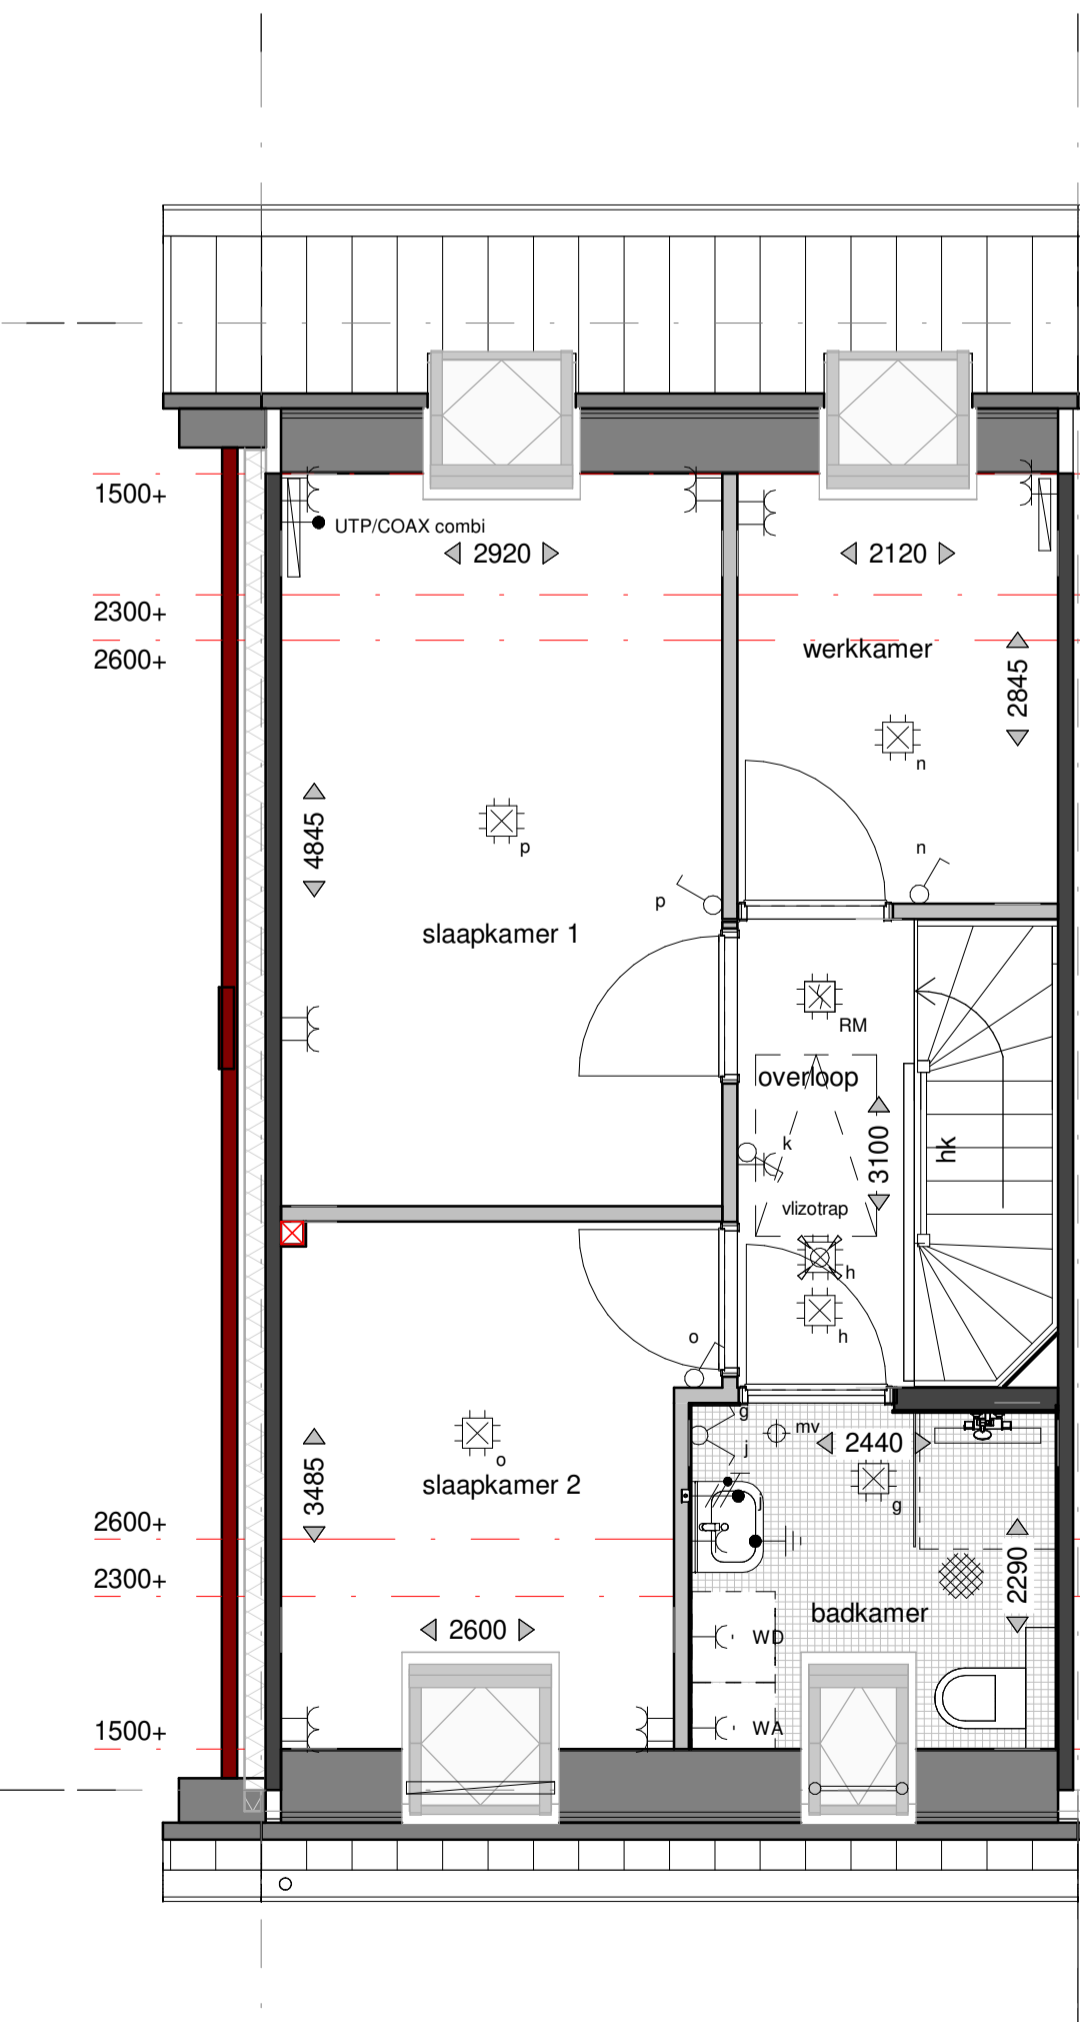 1500+
UTP/COAX combi
2920
2120
2300+
2600+
werkkamer
2845
n
4845
p
n
p
slaapkamer 1
RM
overloop
k
3100
hk
vlizotrap
h
h
o
g
mv
j
2440
o
slaapkamer 2
3485
g
j
2600+
2300+
2290
badkamer
2600
WD
1500+
WA